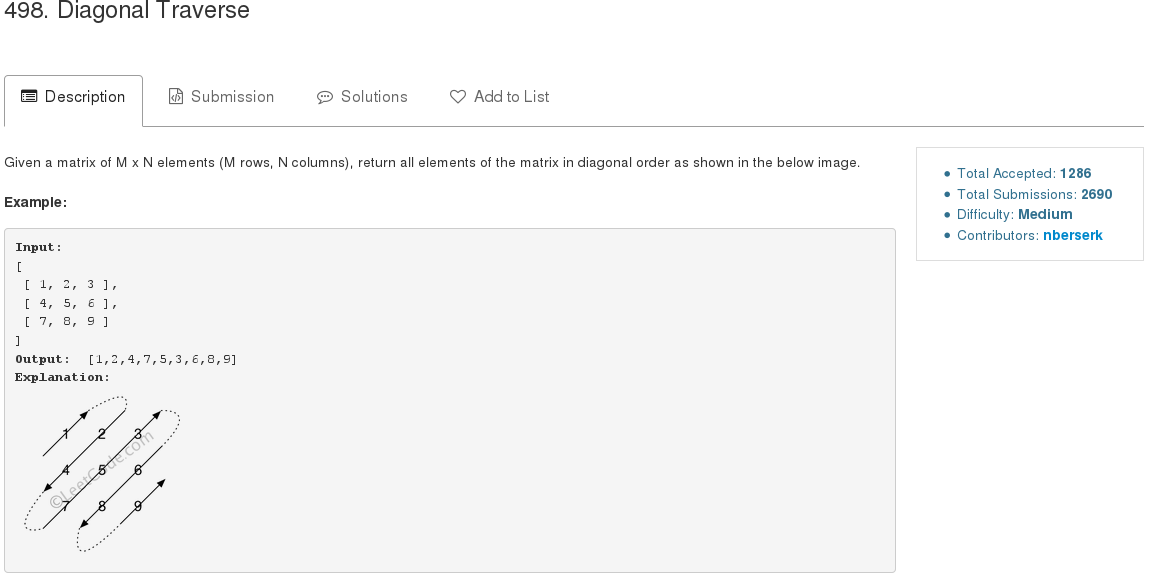 498. Diagonal Traverse
Description
Submission
Solutions
Add to List
Given a matrix of M x N elements (M rows, N columns), return all elements of the matrix in diagonal order as shown in the below image.
Example:
Input:
[
[ 1, 2, 3 ],
[ 4, 5, 6 ],
[ 7, 8, 9 ]
]
Output: [1,2,4,7,5,3,6,8,9]
Explanation:
1 2 3
4 5 6
7 8 9
©LeetCode.com
Total Accepted: 1286
Total Submissions: 2690
Difficulty: Medium
Contributors: nberserk